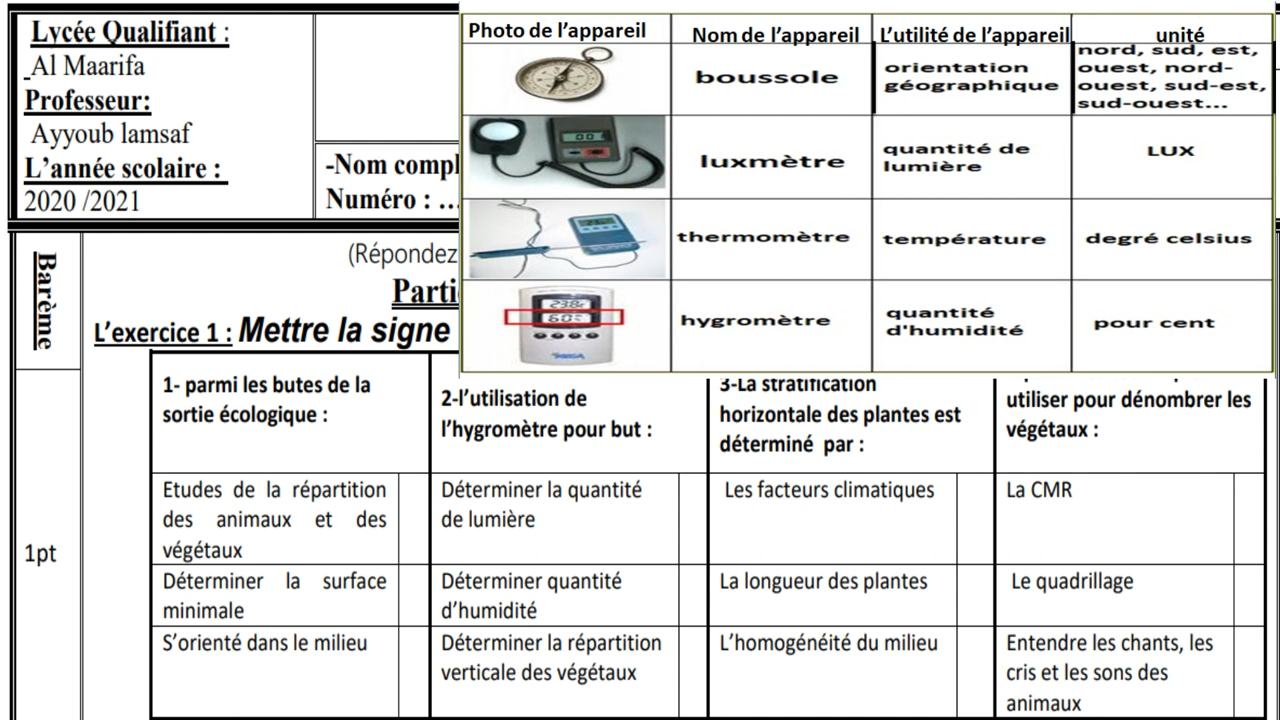 Lycée Qualifiant :
Al Maarifa
Professeur:
Ayyoub lamsaf
L’année scolaire :
2020 /2021
-Nom compl
Numéro : ...
Photo de l’appareil
Nom de l’appareil
L’utilité de l’appareil
unité
boussole
orientation
géographique
nord, sud, est,
ouest, nord-
ouest, sud-est,
sud-ouest...
luxmètre
quantité de
lumière
LUX
thermomètre
température
degré celsius
hygromètre
quantité
d'humidité
pour cent
Barème
(Répondez
Partie
L’exercice 1 : Mettre la signe
1- parmi les butes de la
sortie écologique :
2-l’utilisation de
l’hygromètre pour but :
3-La stratification
horizontale des plantes est
déterminé par :
utiliser pour dénombrer les
végétaux :
1pt
Etudes de la répartition
des animaux et des
végétaux
Déterminer la quantité
de lumière
Les facteurs climatiques
La CMR
Déterminer la surface
minimale
Déterminer quantité
d’humidité
La longueur des plantes
Le quadrillage
S’orienté dans le milieu
Déterminer la répartition
verticale des végétaux
L’homogénéité du milieu
Entendre les chants, les
cris et les sons des
animaux